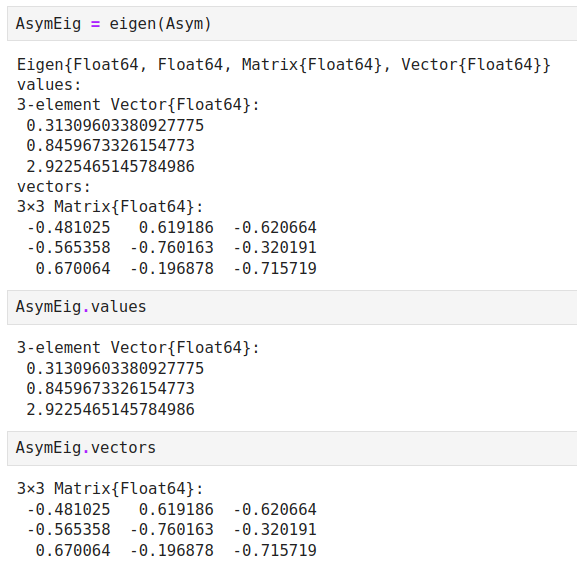 AsymEig = eigen(Asym)
Eigen{Float64, Float64, Matrix{Float64}, Vector{Float64}}
values:
3-element Vector{Float64}:
 0.31309603380927775
 0.8459673326154773
 2.9225465145784986
vectors:
3×3 Matrix{Float64}:
 -0.481025   0.619186  -0.620664
 -0.565358  -0.760163  -0.320191
  0.670064  -0.196878  -0.715719
AsymEig.values
3-element Vector{Float64}:
 0.31309603380927775
 0.8459673326154773
 2.9225465145784986
AsymEig.vectors
3×3 Matrix{Float64}:
 -0.481025   0.619186  -0.620664
 -0.565358  -0.760163  -0.320191
  0.670064  -0.196878  -0.715719